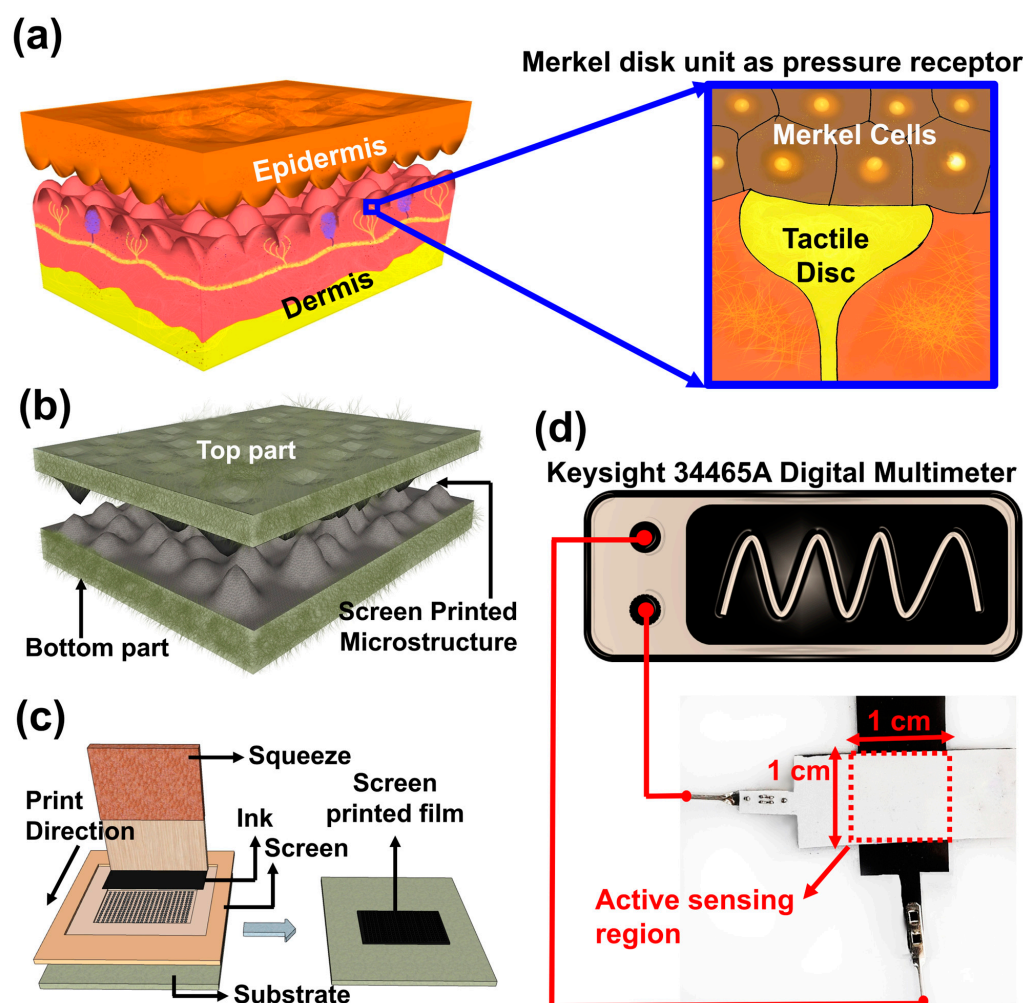 (a)
Merkel disk unit as pressure receptor
Epidermis
Dermis
Merkel Cells
Tactile
Disc
(b)
Top part
Bottom part
Screen Printed
Microstructure
(c)
Squeeze
Print
Direction
Ink
Screen
Substrate
Screen
printed film
(d)
Keysight 34465A Digital Multimeter
1 cm
1 cm
Active sensing
region